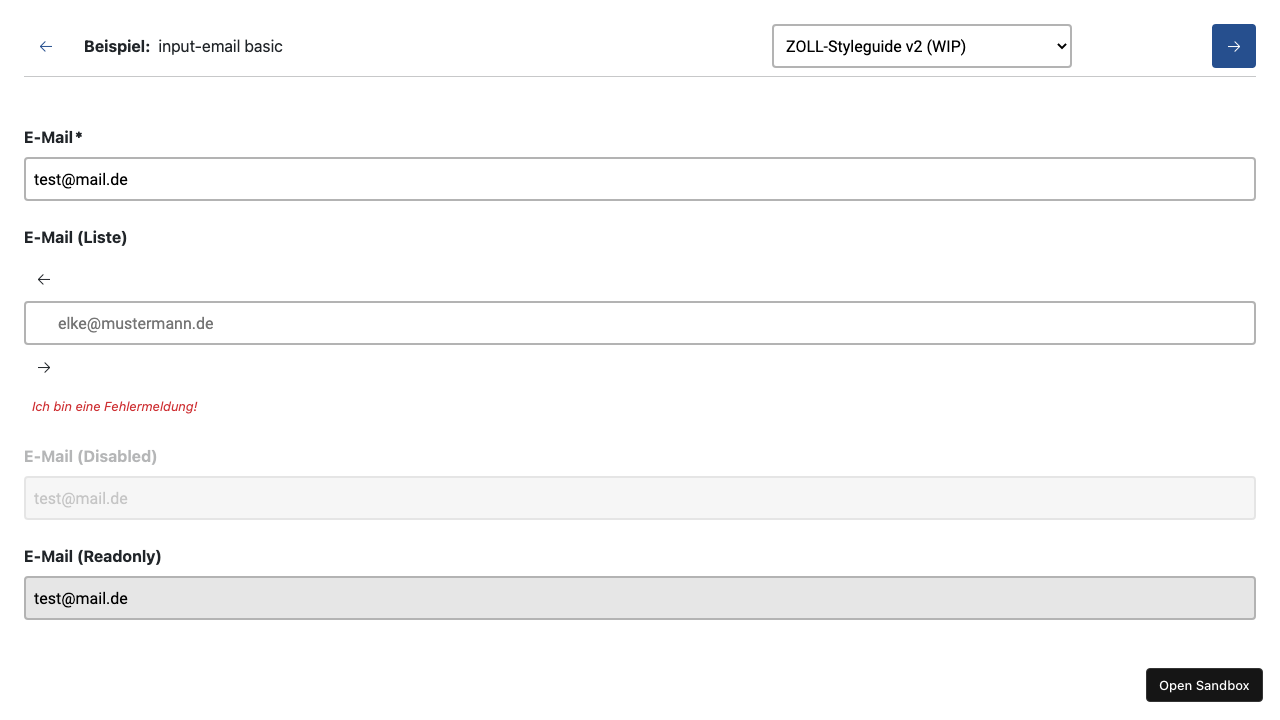 ← Beispiel: input-email basic ZOLL-Styleguide v2 (WIP) →
E-Mail*
test@mail.de
E-Mail (Liste)
←
elke@mustermann.de
→
Ich bin eine Fehlermeldung!
E-Mail (Disabled)
test@mail.de
E-Mail (Readonly)
test@mail.de
Open Sandbox